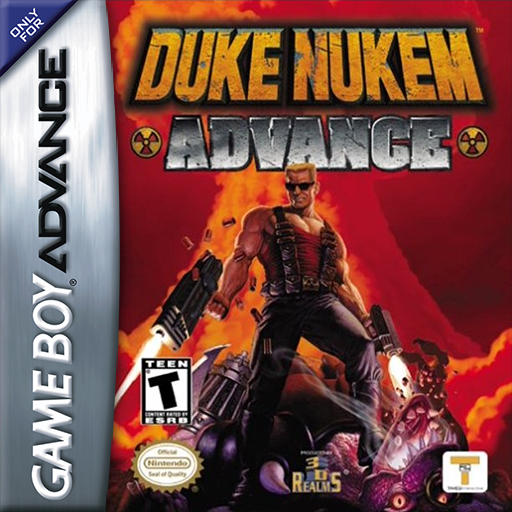 ONLY
FOR
GAME BOY ADVANCE
®
DUKE NUKEM
™
ADVANCE
TEEN
T
CONTENT RATED BY
ESRB
Official
Nintendo
Seal of Quality
PRODUCED BY
3D
REALMS
T